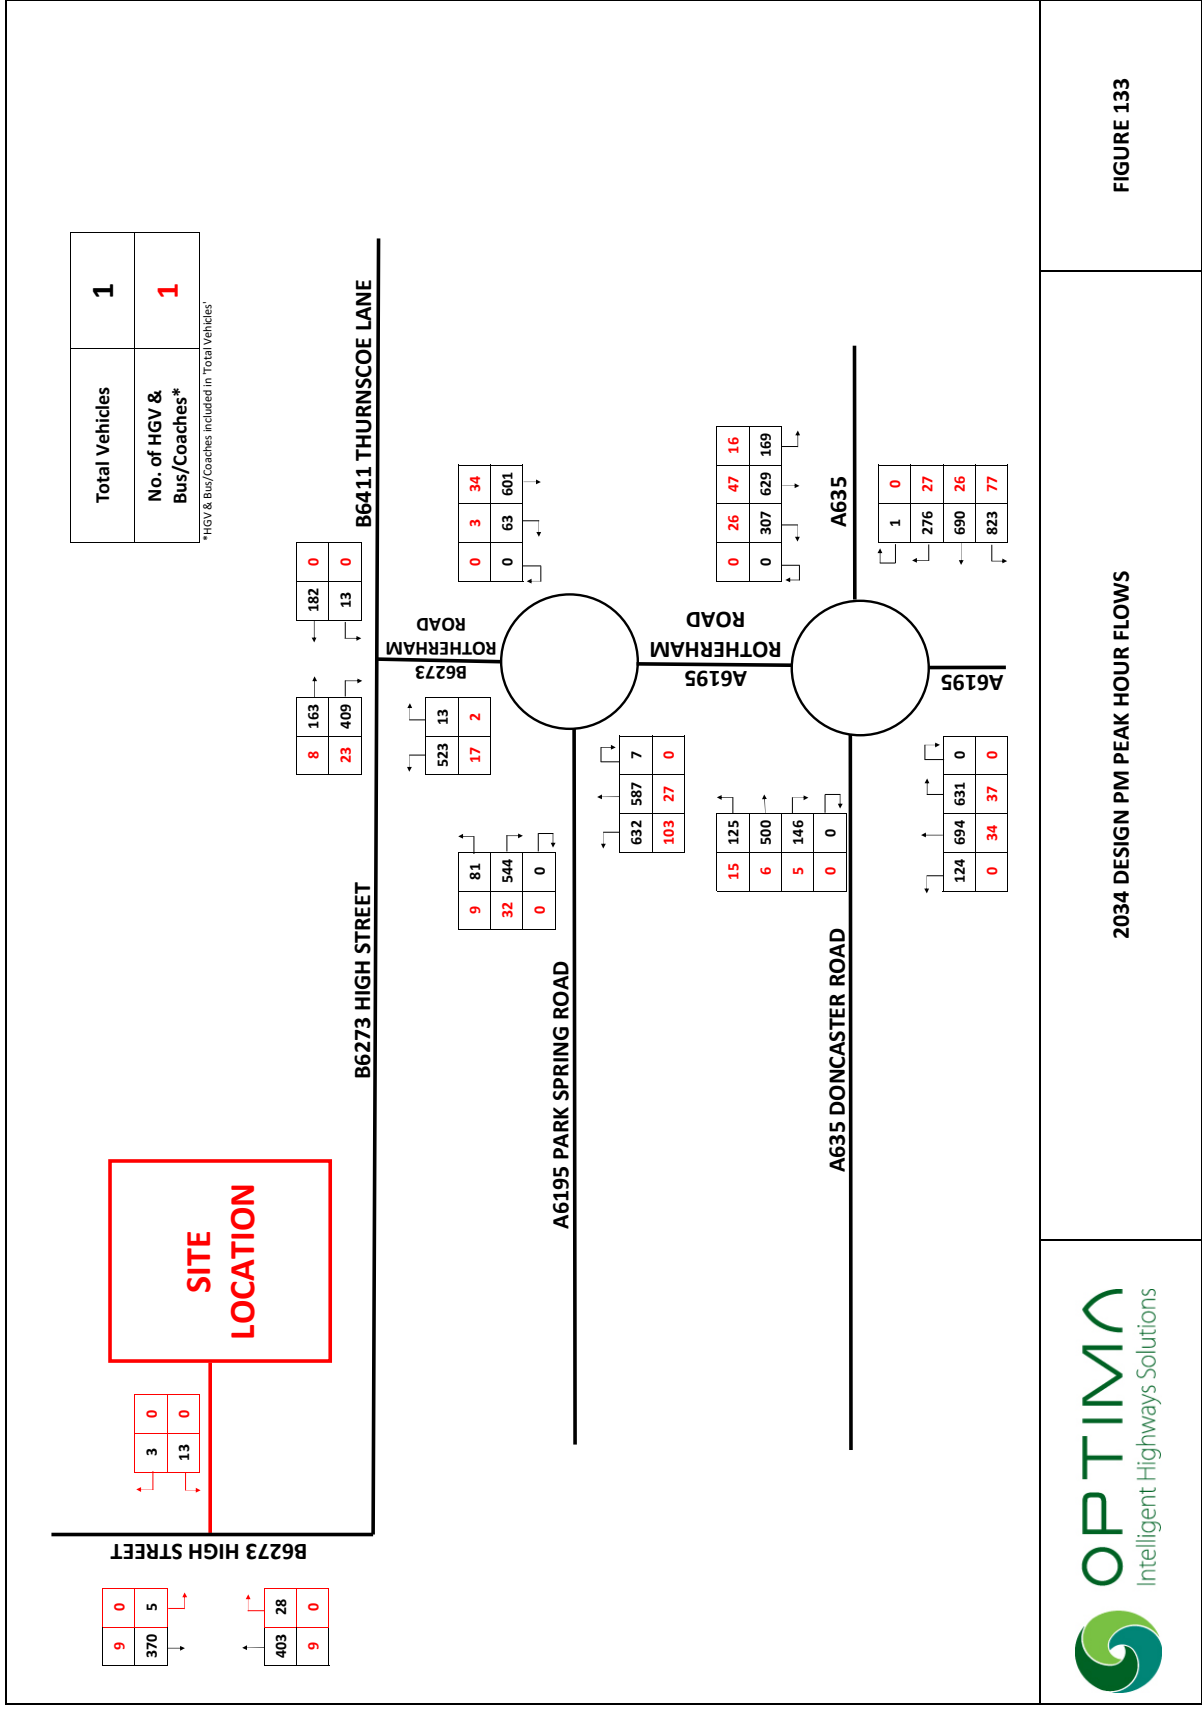 Total Vehicles 1
No. of HGV &
Bus/Coaches* 1
*HGV & Bus/Coaches included in 'Total Vehicles'
SITE
LOCATION
9 0
370 5
3 0
13 0
B6273 HIGH STREET
403 28
9 0
B6273 HIGH STREET
B6411 THURNSCOE LANE
8 163
23 409
182 0
13 0
B6273
ROTHERHAM
ROAD
523 13
17 2
0 3 34
0 63 601
9 81
32 544
0 0
A6195 PARK SPRING ROAD
632 587 7
103 27 0
A6195
ROTHERHAM
ROAD
0 26 47 16
0 307 629 169
15 125
6 500
5 146
0 0
A635 DONCASTER ROAD
A635
1 0
276 27
690 26
823 77
A6195
124 694 631 0
0 34 37 0
OPTIMA
Intelligent Highways Solutions
2034 DESIGN PM PEAK HOUR FLOWS
FIGURE 133